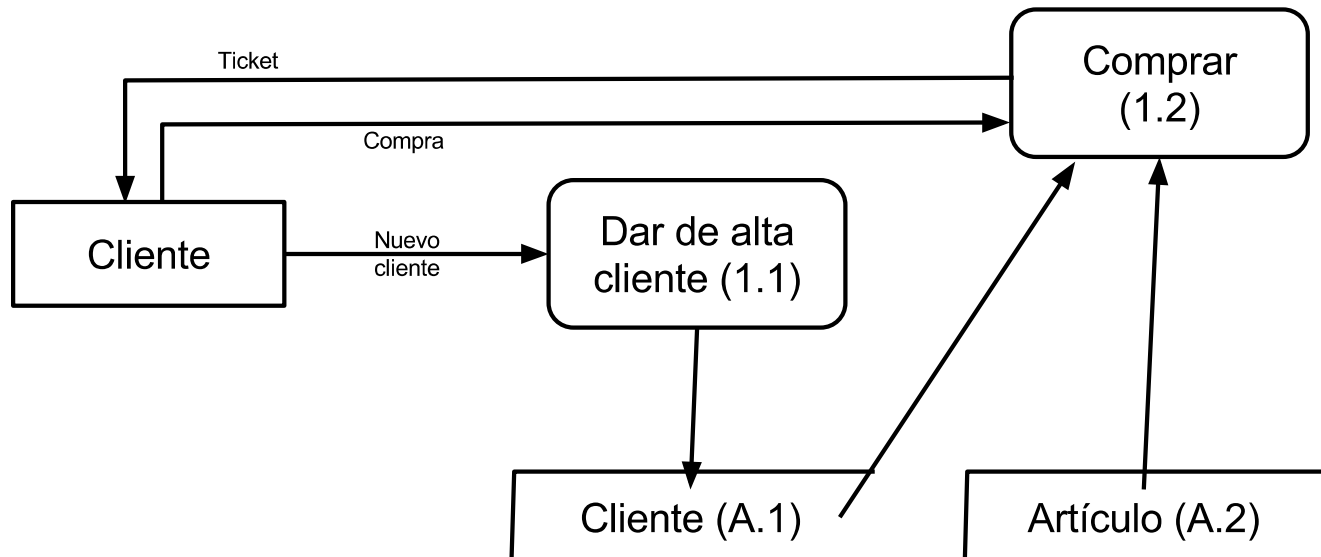 Ticket
Comprar
(1.2)
Compra
Cliente
Nuevo
cliente
Dar de alta
cliente (1.1)
Cliente (A.1)
Artículo (A.2)